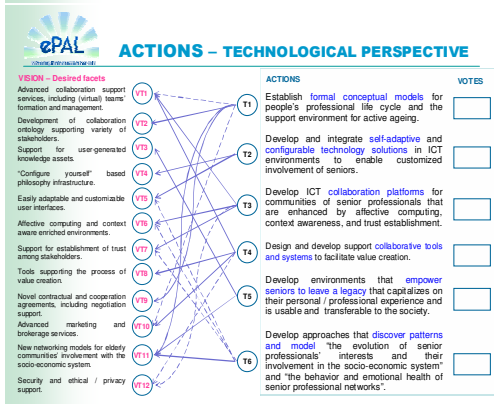 ePAL
ACTIONS – TECHNOLOGICAL PERSPECTIVE
VISION – Desired facets
Advanced collaboration support
services, including (virtual) teams'
formation and management.
Development of collaboration
ontology supporting variety of
stakeholders.
Support for user-generated
knowledge assets.
“Configure yourself” based
philosophy infrastructure.
Easily adaptable and customizable
user interfaces.
Affective computing and context
aware enriched environments.
Support for establishment of trust
among stakeholders.
Tools supporting the process of
value creation.
Novel contractual and cooperation
agreements, including negotiation
support.
Advanced marketing and
brokerage services.
New networking models for elderly
communities' involvement with the
socio-economic system.
Security and ethical / privacy
support.
VT1
VT2
VT3
VT4
VT5
VT6
VT7
VT8
VT9
VT10
VT11
VT12
T1
T2
T3
T4
T5
T6
ACTIONS
VOTES
Establish formal conceptual models for
people's professional life cycle and the
support environment for active ageing.
Develop and integrate self-adaptive and
configurable technology solutions in ICT
environments to enable customized
involvement of seniors.
Develop ICT collaboration platforms for
communities of senior professionals that
are enhanced by affective computing,
context awareness, and trust establishment.
Design and develop support collaborative tools
and systems to facilitate value creation.
Develop environments that empower
seniors to leave a legacy that capitalizes on
their personal / professional experience and
is usable and transferable to the society.
Develop approaches that discover patterns
and model “the evolution of senior
professionals' interests and their
involvement in the socio-economic system”
and “the behavior and emotional health of
senior professional networks”.